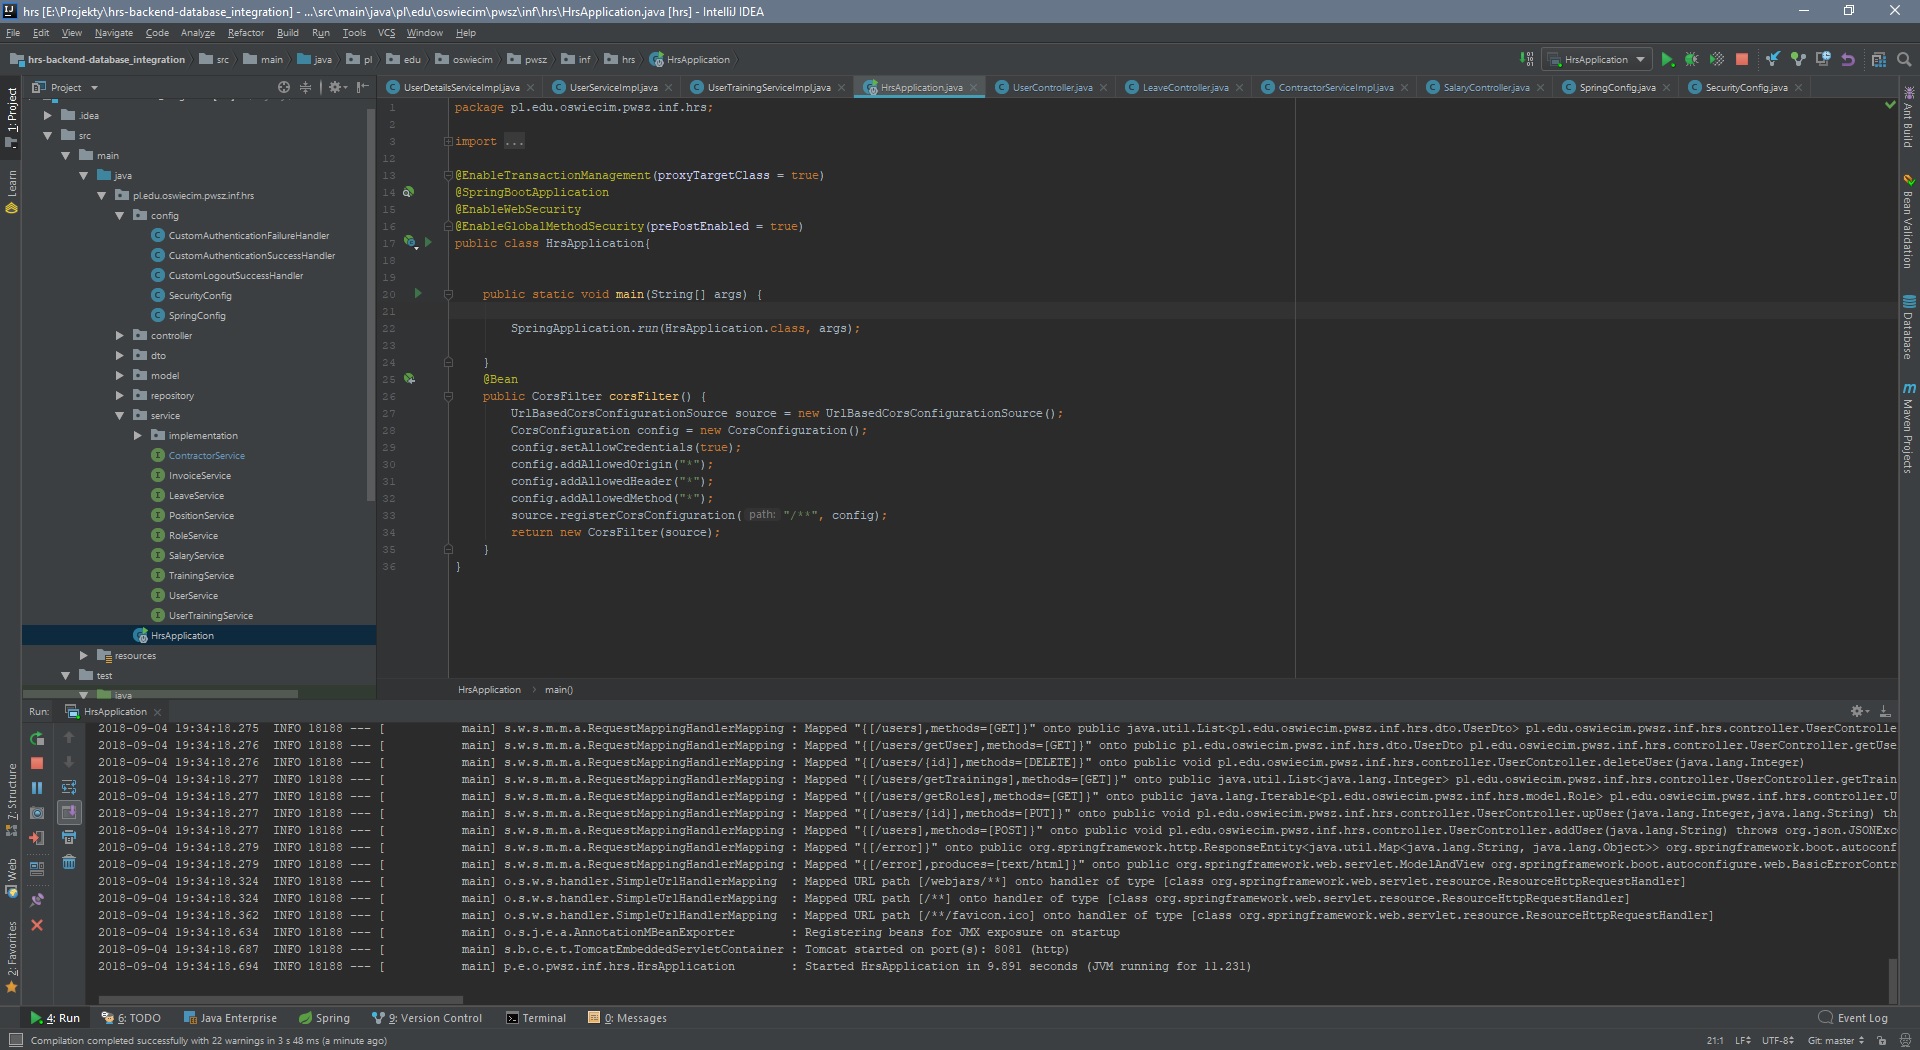 hrs [E:\Projekty\hrs-backend-database_integration] - ...\src\main\java\pl\edu\oswiecim\pwsz\inf\hrs\HrsApplication.java [hrs] - IntelliJ IDEA
File Edit View Navigate Code Analyze Refactor Build Run Tools VCS Window Help
hrs-backend-database_integration src main java pl edu oswiecim pwsz inf hrs HrsApplication
HrsApplication
Project
UserDetailsServiceImpl.java UserServiceImpl.java UserTrainingServiceImpl.java HrsApplication.java UserController.java LeaveController.java ContractorServiceImpl.java SalaryController.java SpringConfig.java SecurityConfig.java
1: Project
Learn
7: Structure
Web
2: Favorites
.idea
src
main
java
pl.edu.oswiecim.pwsz.inf.hrs
config
CustomAuthenticationFailureHandler
CustomAuthenticationSuccessHandler
CustomLogoutSuccessHandler
SecurityConfig
SpringConfig
controller
dto
model
repository
service
implementation
ContractorService
InvoiceService
LeaveService
PositionService
RoleService
SalaryService
TrainingService
UserService
UserTrainingService
HrsApplication
resources
test
java
1 package pl.edu.oswiecim.pwsz.inf.hrs;
2
3 import ...
12
13 @EnableTransactionManagement(proxyTargetClass = true)
14 @SpringBootApplication
15 @EnableWebSecurity
16 @EnableGlobalMethodSecurity(prePostEnabled = true)
17 public class HrsApplication{
18
19
20 public static void main(String[] args) {
21
22 SpringApplication.run(HrsApplication.class, args);
23
24 }
25 @Bean
26 public CorsFilter corsFilter() {
27 UrlBasedCorsConfigurationSource source = new UrlBasedCorsConfigurationSource();
28 CorsConfiguration config = new CorsConfiguration();
29 config.setAllowCredentials(true);
30 config.addAllowedOrigin("*");
31 config.addAllowedHeader("*");
32 config.addAllowedMethod("*");
33 source.registerCorsConfiguration( path: "/**", config);
34 return new CorsFilter(source);
35 }
36 }
HrsApplication main()
Ant Build
Bean Validation
Database
Maven Projects
Run: HrsApplication
2018-09-04 19:34:18.275 INFO 18188 --- [ main] s.w.s.m.m.a.RequestMappingHandlerMapping : Mapped "{[/users],methods=[GET]}" onto public java.util.List<pl.edu.oswiecim.pwsz.inf.hrs.dto.UserDto> pl.edu.oswiecim.pwsz.inf.hrs.controller.UserControlle
2018-09-04 19:34:18.276 INFO 18188 --- [ main] s.w.s.m.m.a.RequestMappingHandlerMapping : Mapped "{[/users/getUser],methods=[GET]}" onto public pl.edu.oswiecim.pwsz.inf.hrs.dto.UserDto pl.edu.oswiecim.pwsz.inf.hrs.controller.UserController.getUse
2018-09-04 19:34:18.276 INFO 18188 --- [ main] s.w.s.m.m.a.RequestMappingHandlerMapping : Mapped "{[/users/{id}],methods=[DELETE]}" onto public void pl.edu.oswiecim.pwsz.inf.hrs.controller.UserController.deleteUser(java.lang.Integer)
2018-09-04 19:34:18.277 INFO 18188 --- [ main] s.w.s.m.m.a.RequestMappingHandlerMapping : Mapped "{[/users/getTrainings],methods=[GET]}" onto public java.util.List<java.lang.Integer> pl.edu.oswiecim.pwsz.inf.hrs.controller.UserController.getTrain
2018-09-04 19:34:18.277 INFO 18188 --- [ main] s.w.s.m.m.a.RequestMappingHandlerMapping : Mapped "{[/users/getRoles],methods=[GET]}" onto public java.lang.Iterable<pl.edu.oswiecim.pwsz.inf.hrs.model.Role> pl.edu.oswiecim.pwsz.inf.hrs.controller.U
2018-09-04 19:34:18.277 INFO 18188 --- [ main] s.w.s.m.m.a.RequestMappingHandlerMapping : Mapped "{[/users/{id}],methods=[PUT]}" onto public void pl.edu.oswiecim.pwsz.inf.hrs.controller.UserController.upUser(java.lang.Integer,java.lang.String) th
2018-09-04 19:34:18.277 INFO 18188 --- [ main] s.w.s.m.m.a.RequestMappingHandlerMapping : Mapped "{[/users],methods=[POST]}" onto public void pl.edu.oswiecim.pwsz.inf.hrs.controller.UserController.addUser(java.lang.String) throws org.json.JSONExc
2018-09-04 19:34:18.279 INFO 18188 --- [ main] s.w.s.m.m.a.RequestMappingHandlerMapping : Mapped "{[/error]}" onto public org.springframework.http.ResponseEntity<java.util.Map<java.lang.String, java.lang.Object>> org.springframework.boot.autoconf
2018-09-04 19:34:18.279 INFO 18188 --- [ main] s.w.s.m.m.a.RequestMappingHandlerMapping : Mapped "{[/error],produces=[text/html]}" onto public org.springframework.web.servlet.ModelAndView org.springframework.boot.autoconfigure.web.BasicErrorContr
2018-09-04 19:34:18.324 INFO 18188 --- [ main] o.s.w.s.handler.SimpleUrlHandlerMapping : Mapped URL path [/webjars/**] onto handler of type [class org.springframework.web.servlet.resource.ResourceHttpRequestHandler]
2018-09-04 19:34:18.324 INFO 18188 --- [ main] o.s.w.s.handler.SimpleUrlHandlerMapping : Mapped URL path [/**] onto handler of type [class org.springframework.web.servlet.resource.ResourceHttpRequestHandler]
2018-09-04 19:34:18.362 INFO 18188 --- [ main] o.s.w.s.handler.SimpleUrlHandlerMapping : Mapped URL path [/**/favicon.ico] onto handler of type [class org.springframework.web.servlet.resource.ResourceHttpRequestHandler]
2018-09-04 19:34:18.634 INFO 18188 --- [ main] o.s.j.e.a.AnnotationMBeanExporter : Registering beans for JMX exposure on startup
2018-09-04 19:34:18.687 INFO 18188 --- [ main] s.b.c.e.t.TomcatEmbeddedServletContainer : Tomcat started on port(s): 8081 (http)
2018-09-04 19:34:18.694 INFO 18188 --- [ main] p.e.o.pwsz.inf.hrs.HrsApplication : Started HrsApplication in 9.891 seconds (JVM running for 11.231)
4: Run 6: TODO Java Enterprise Spring 9: Version Control Terminal 0: Messages Event Log
Compilation completed successfully with 22 warnings in 3 s 48 ms (a minute ago) 21:1 LF UTF-8 Git: master